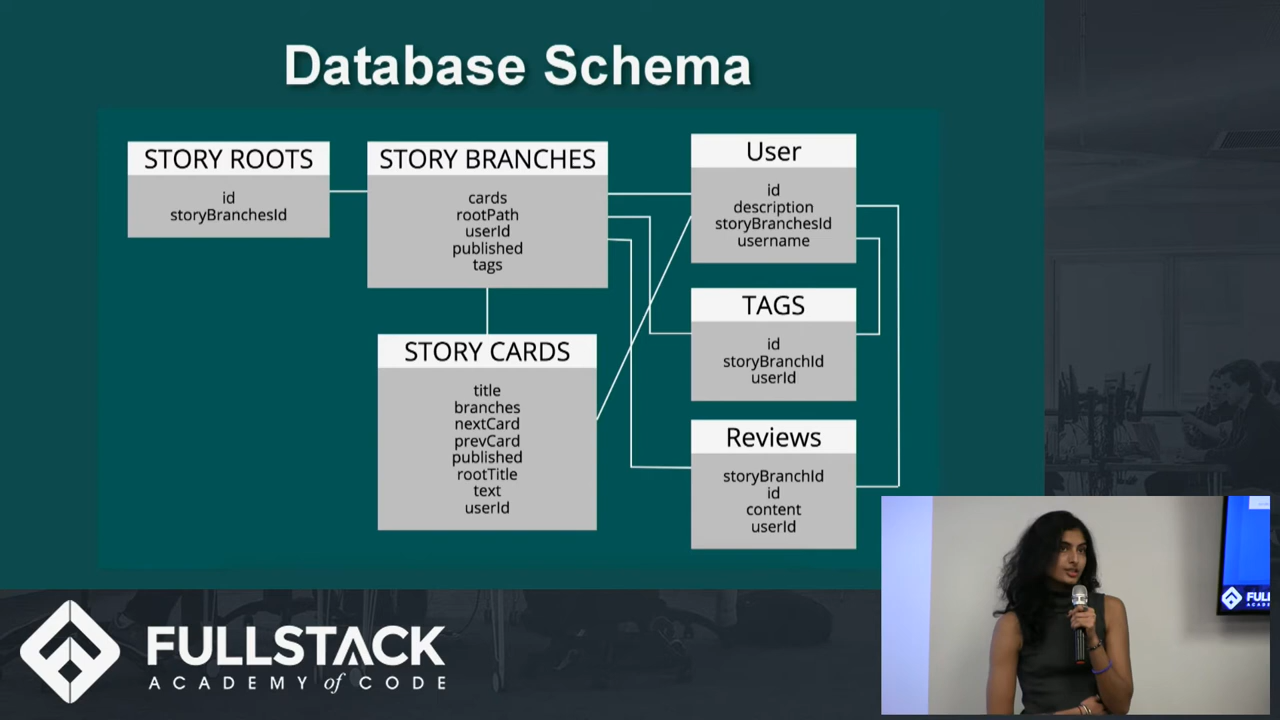 Database Schema
STORY ROOTS
id
storyBranchesId
STORY BRANCHES
cards
rootPath
userId
published
tags
STORY CARDS
title
branches
nextCard
prevCard
published
rootTitle
text
userId
User
id
description
storyBranchesId
username
TAGS
id
storyBranchId
userId
Reviews
storyBranchId
id
content
userId
FULLSTACK
ACADEMY of CODE